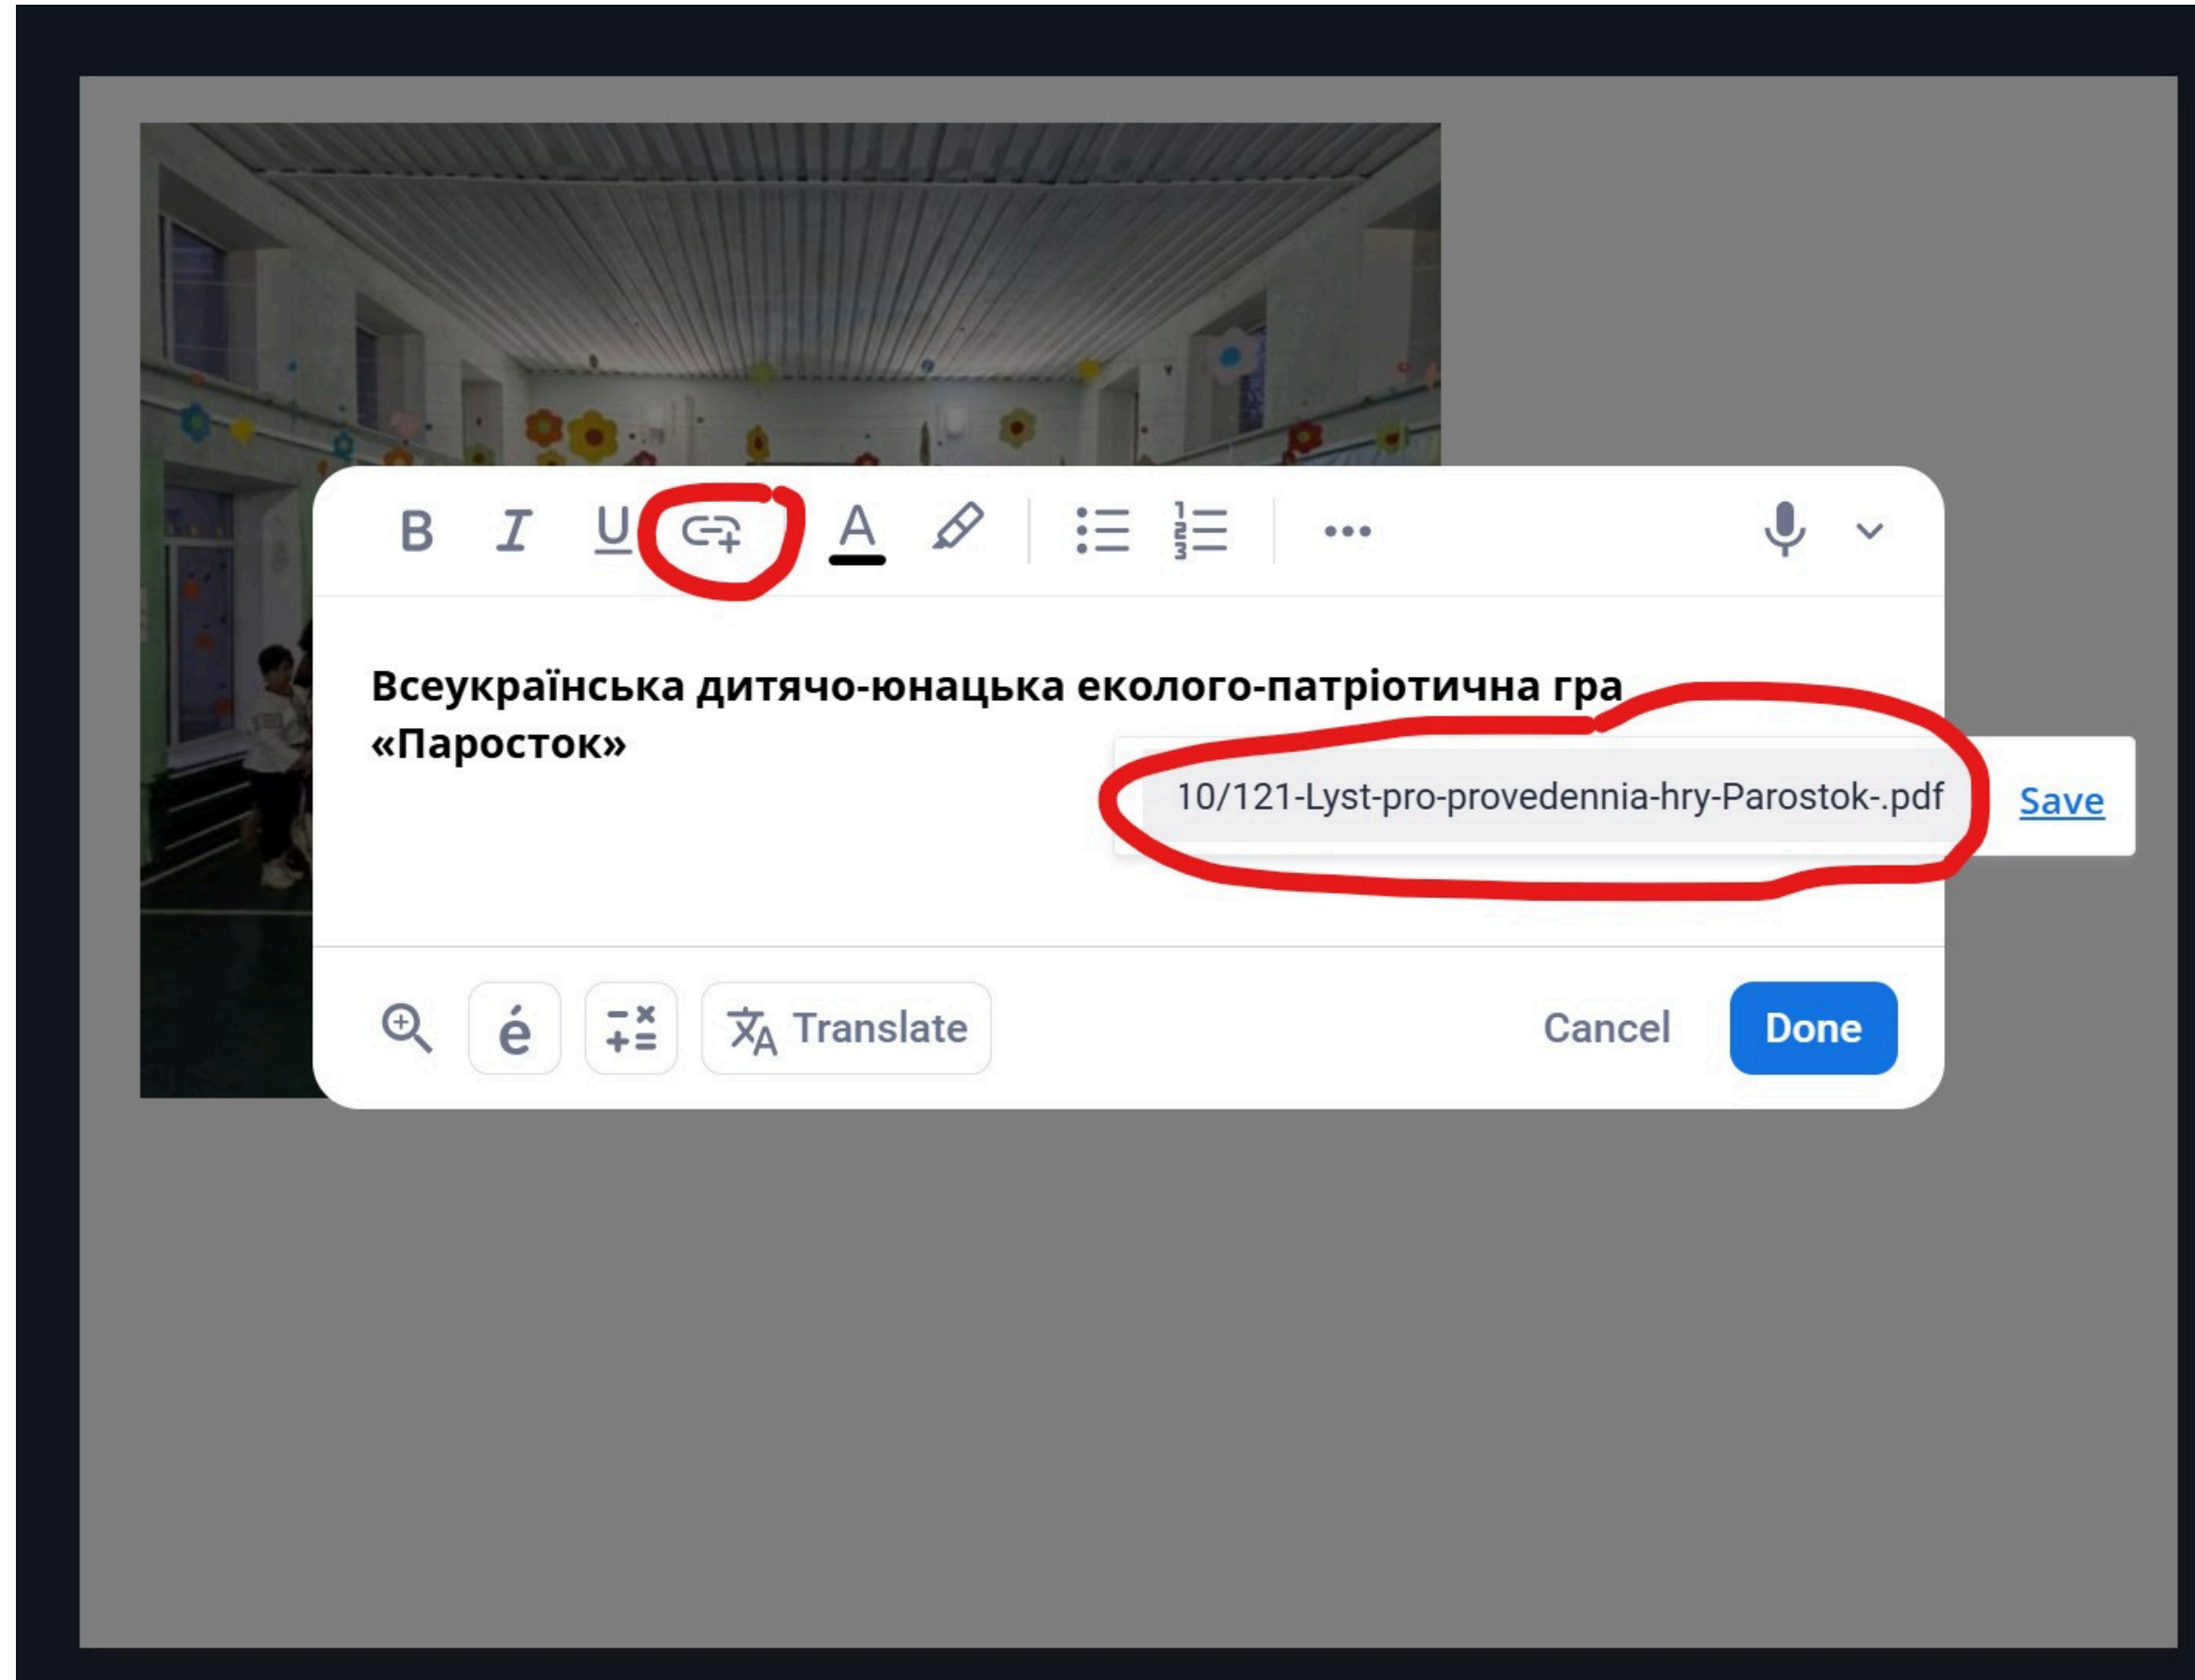 B I U A
Всеукраїнська дитячо-юнацька еколого-патріотична гра
«Паросток»
10/121-Lyst-pro-provedennia-hry-Parostok-.pdf Save
é Translate Cancel Done